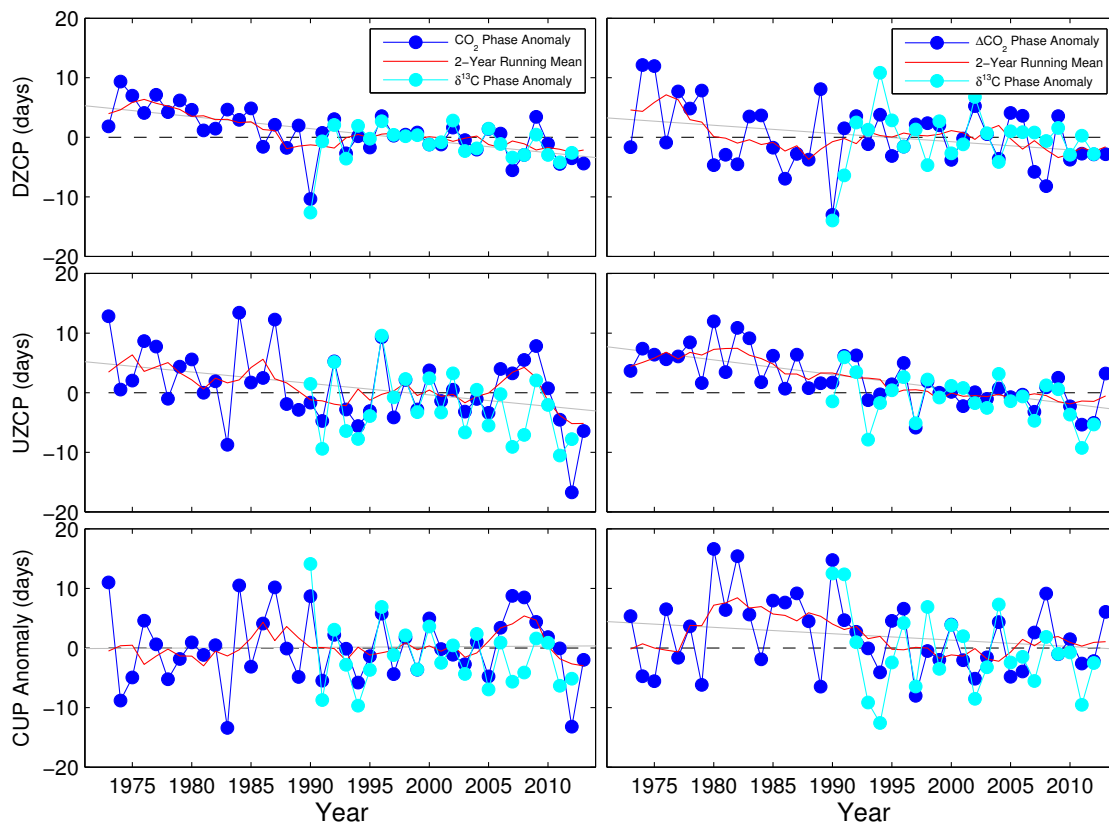 20
10
0
−10
−20
DZCP (days)
CO2 Phase Anomaly
2−Year Running Mean
δ13C Phase Anomaly
ΔCO2 Phase Anomaly
2−Year Running Mean
δ13C Phase Anomaly
20
10
0
−10
−20
UZCP (days)
20
10
0
−10
−20
CUP Anomaly (days)
1975 1980 1985 1990 1995 2000 2005 2010
Year
1975 1980 1985 1990 1995 2000 2005 2010
Year